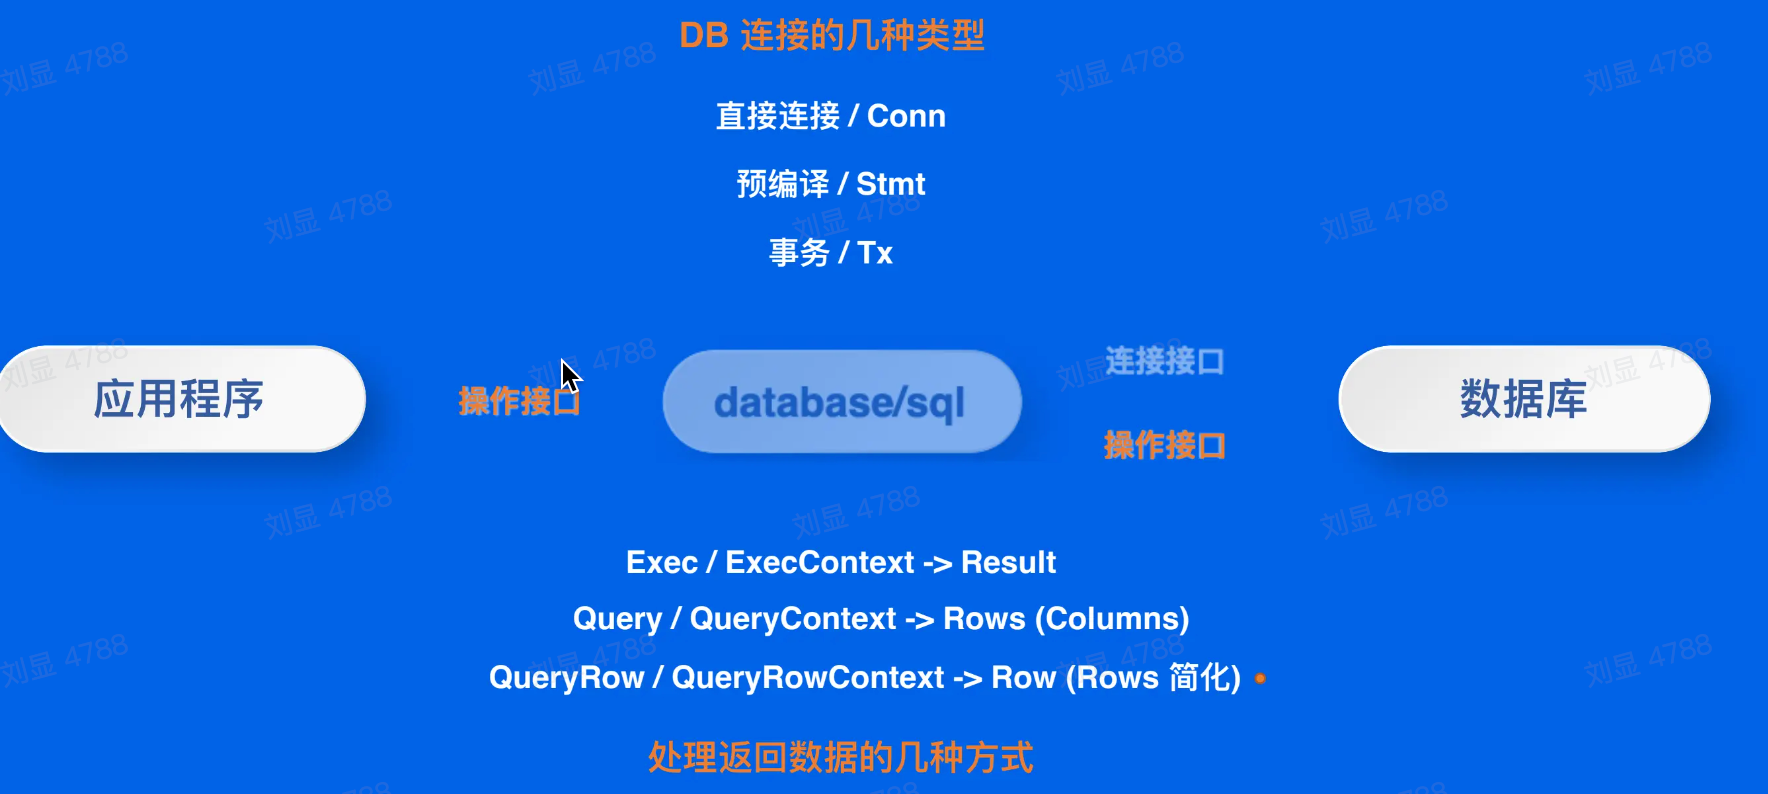 DB 连接的几种类型
直接连接 / Conn
预编译 / Stmt
事务 / Tx
应用程序
操作接口
database/sql
连接接口
操作接口
数据库
Exec / ExecContext -> Result
Query / QueryContext -> Rows (Columns)
QueryRow / QueryRowContext -> Row (Rows 简化)
处理返回数据的几种方式
刘显 4788